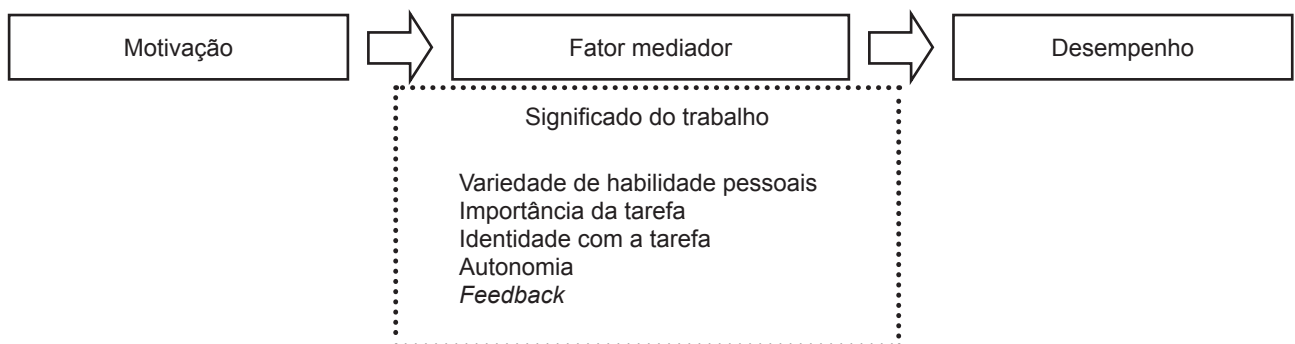 Motivação
Fator mediador
Desempenho
Significado do trabalho
Variedade de habilidade pessoais
Importância da tarefa
Identidade com a tarefa
Autonomia
Feedback